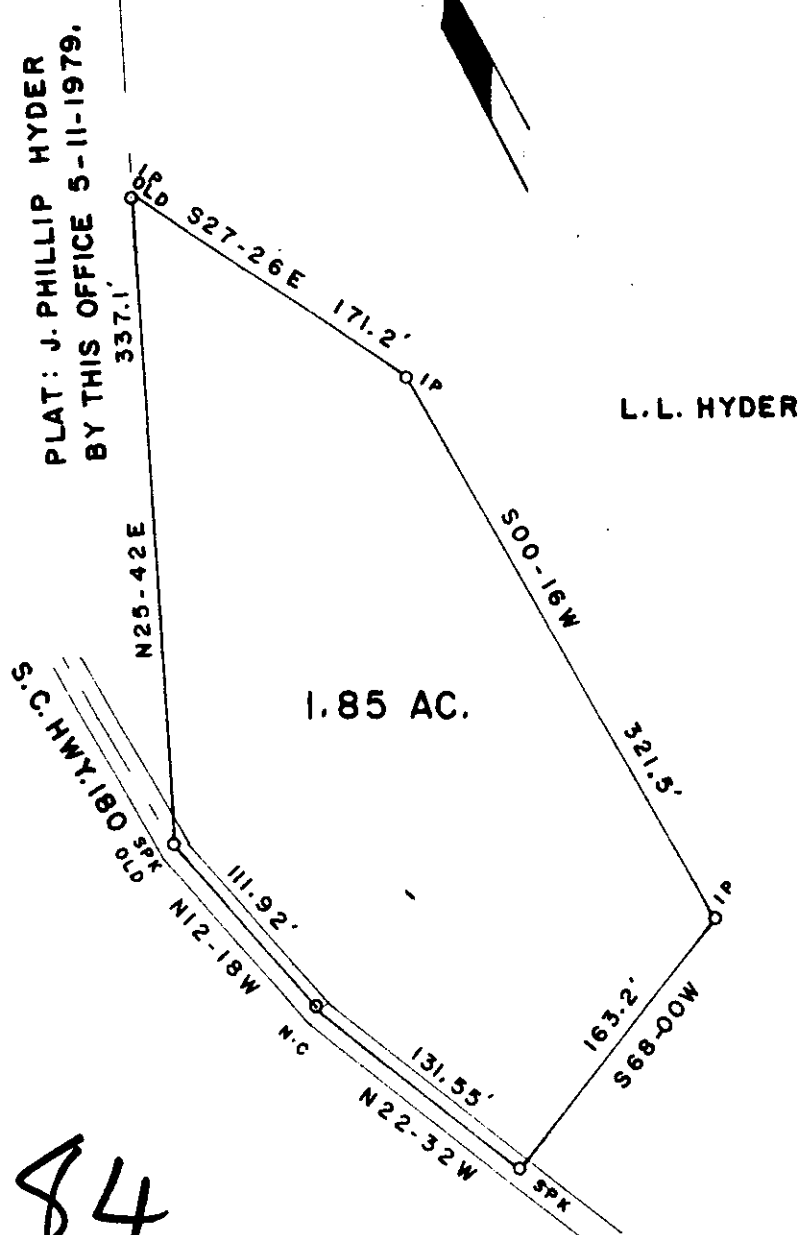 PLAT: J. PHILLIP HYDER
BY THIS OFFICE 5-11-1979.
IP
OLD
S27-26E
171.2'
IP
337.1'
N25-42E
L.L. HYDER
S00-16W
321.5'
1.85 AC.
S.C. HWY. 180
SPK
OLD
111.92'
N12-18W
IP
163.2'
S68-00W
N.C
131.55'
N22-32W
SPK
84